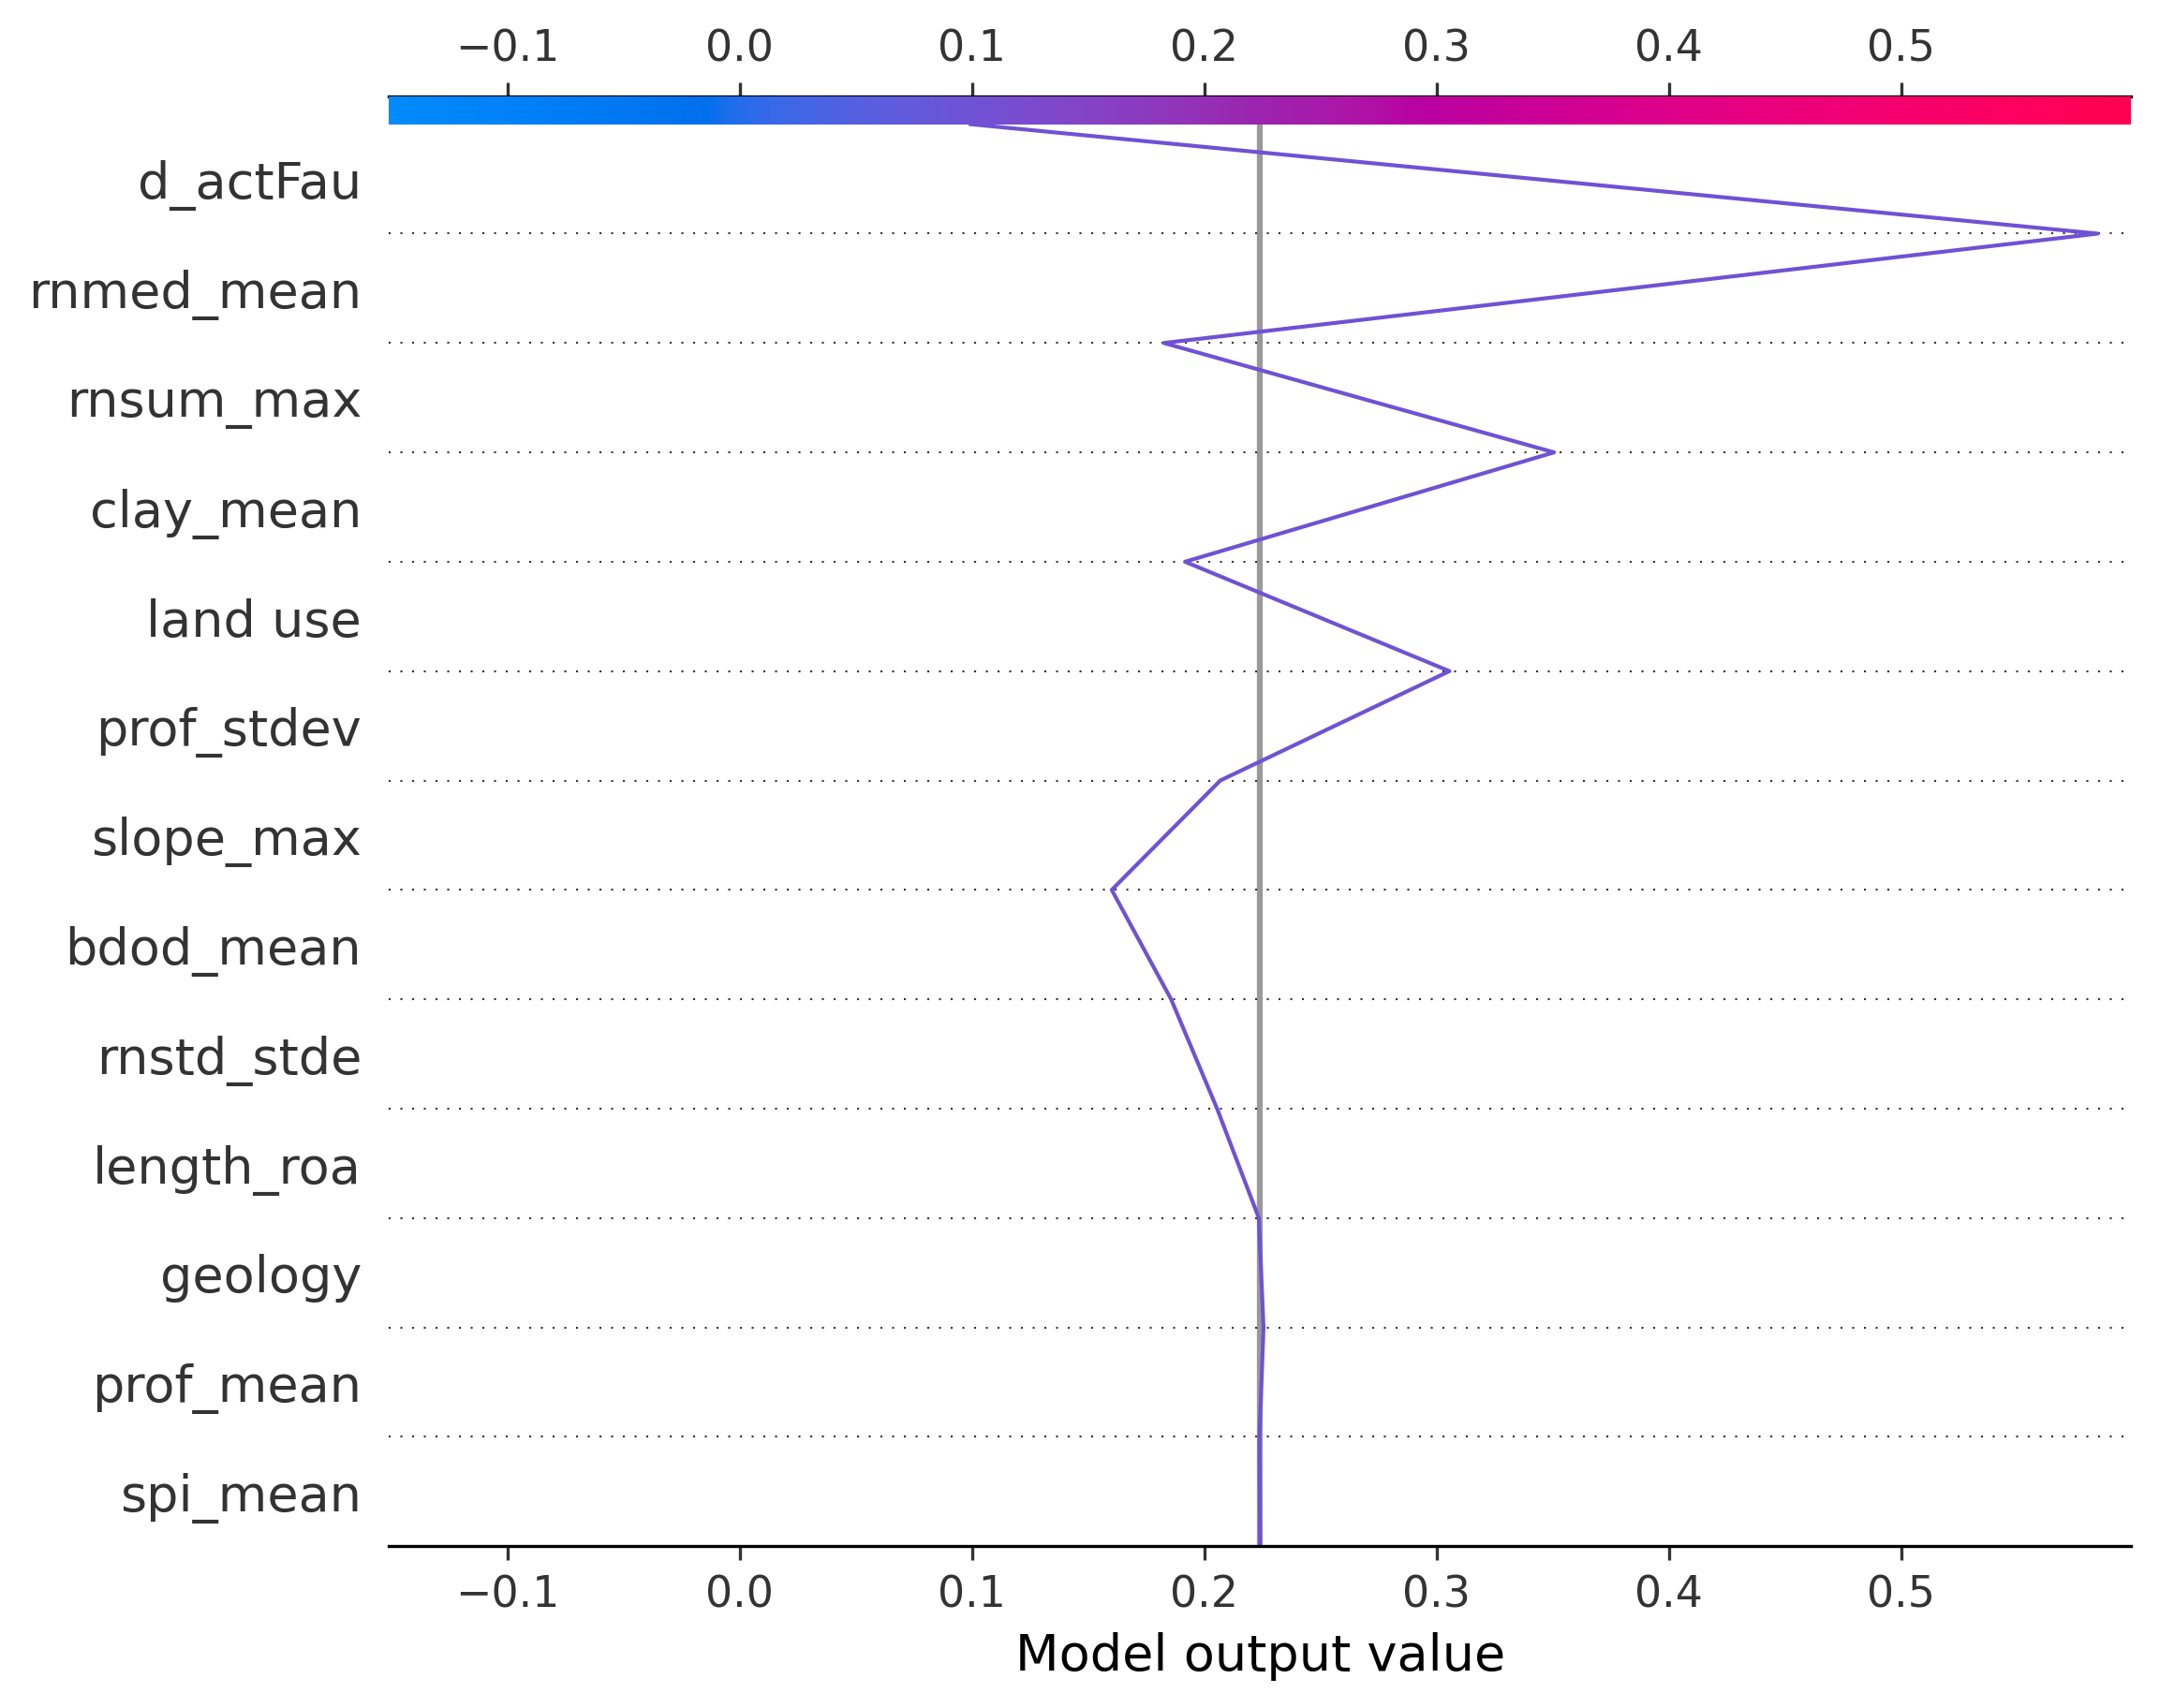 −0.1 0.0 0.1 0.2 0.3 0.4 0.5
d_actFau
rnmed_mean
rnsum_max
clay_mean
land use
prof_stdev
slope_max
bdod_mean
rnstd_stde
length_roa
geology
prof_mean
spi_mean
−0.1 0.0 0.1 0.2 0.3 0.4 0.5
Model output value